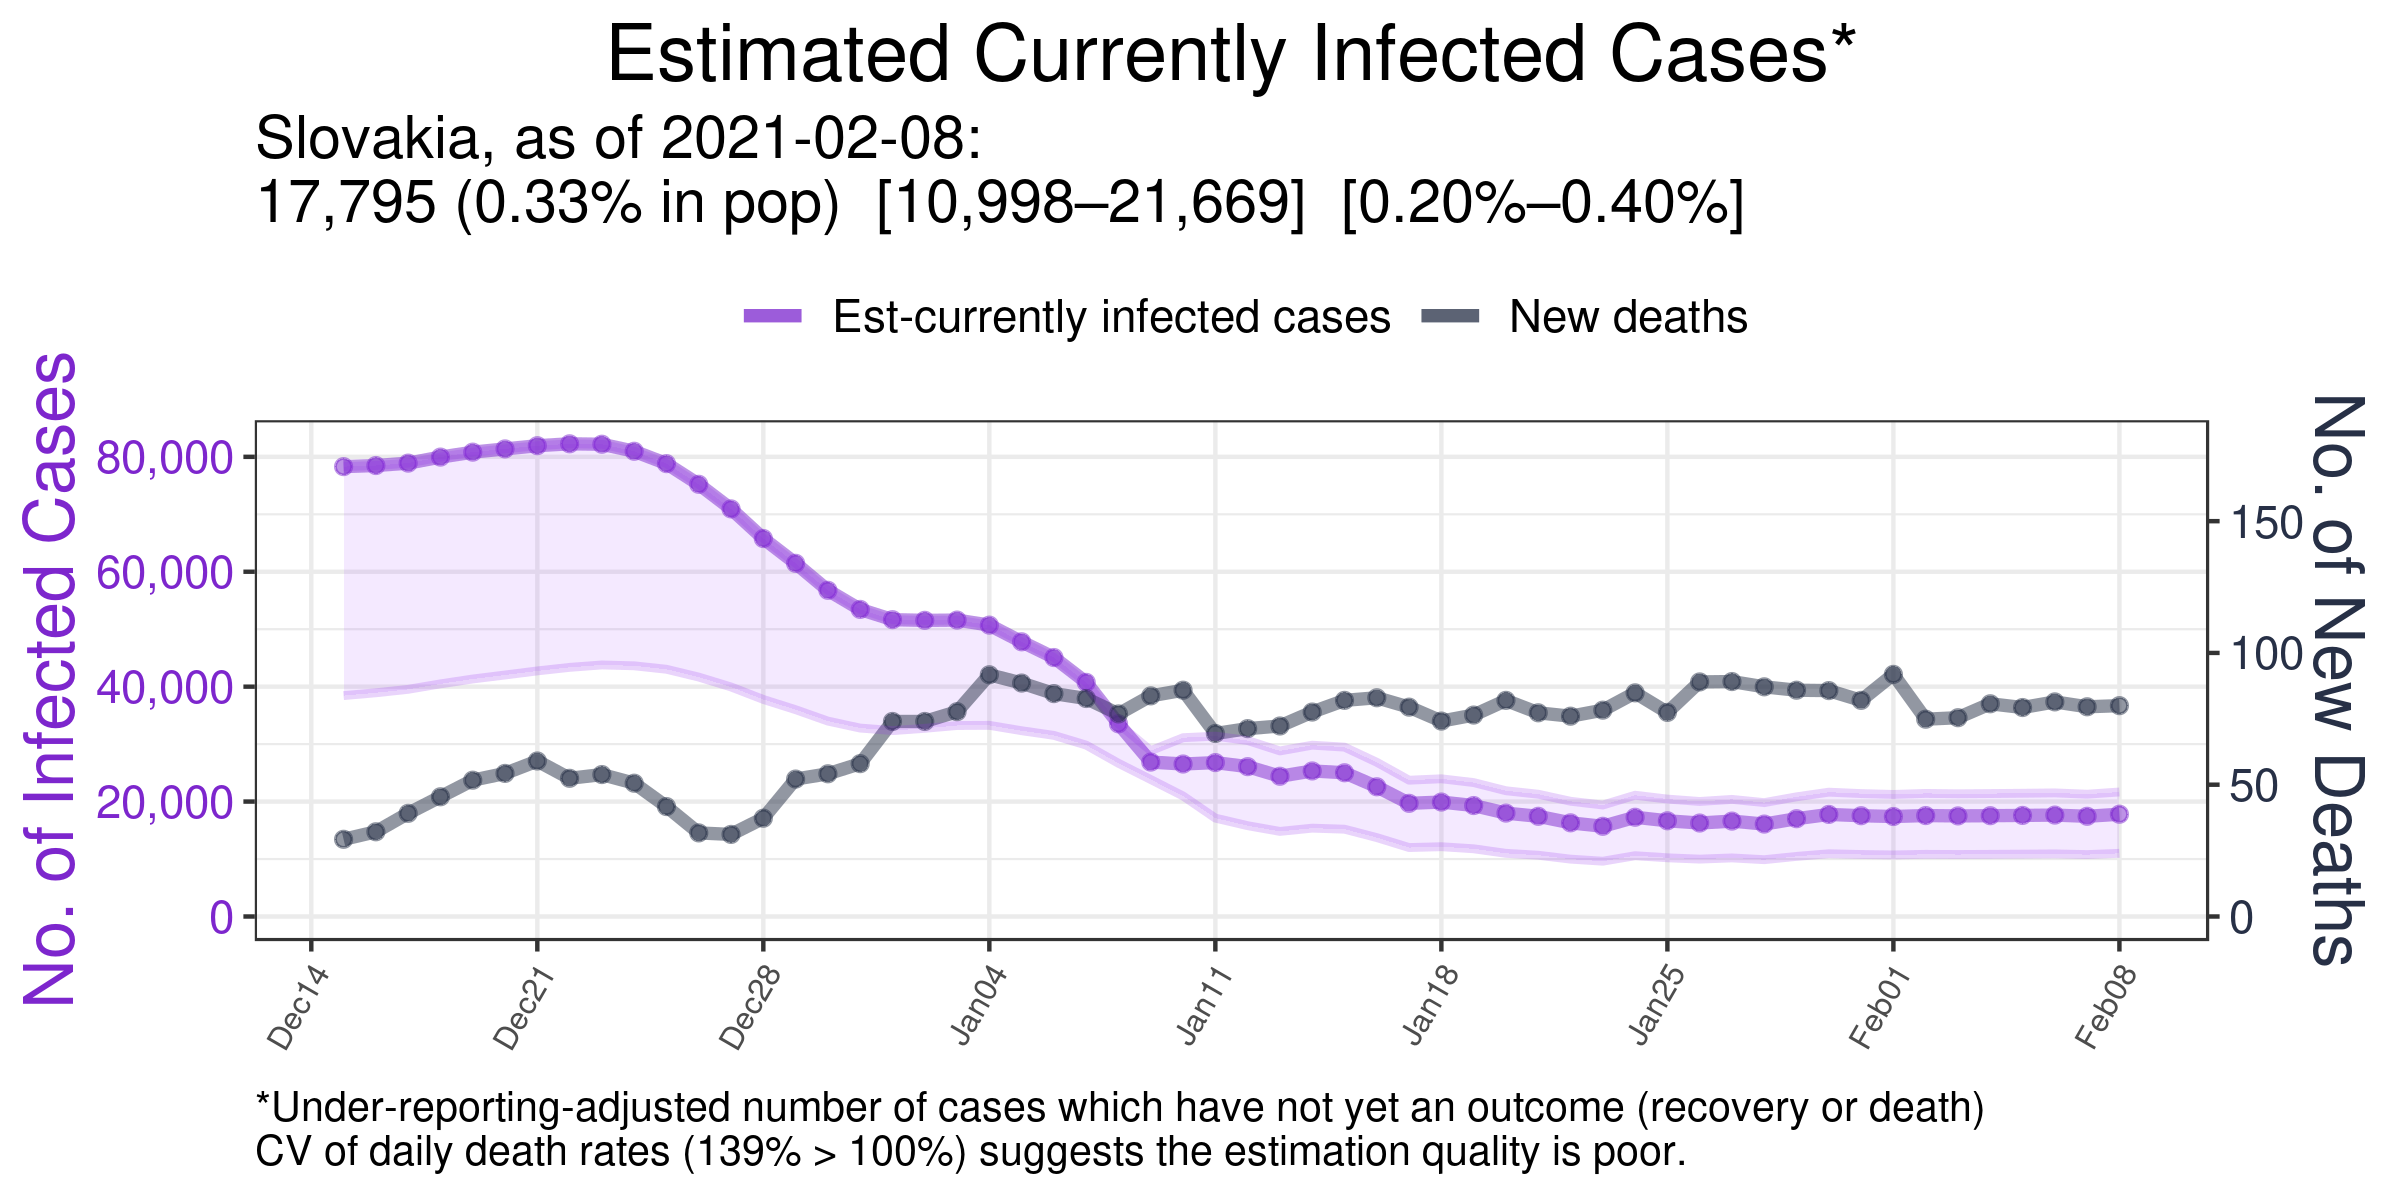 Estimated Currently Infected Cases*
Slovakia, as of 2021-02-08:
17,795 (0.33% in pop)  [10,998–21,669]  [0.20%–0.40%]
Est-currently infected cases
New deaths
No. of Infected Cases
80,000
60,000
40,000
20,000
0
150
100
50
0
No. of New Deaths
Dec14
Dec21
Dec28
Jan04
Jan11
Jan18
Jan25
Feb01
Feb08
*Under-reporting-adjusted number of cases which have not yet an outcome (recovery or death)
CV of daily death rates (139% > 100%) suggests the estimation quality is poor.